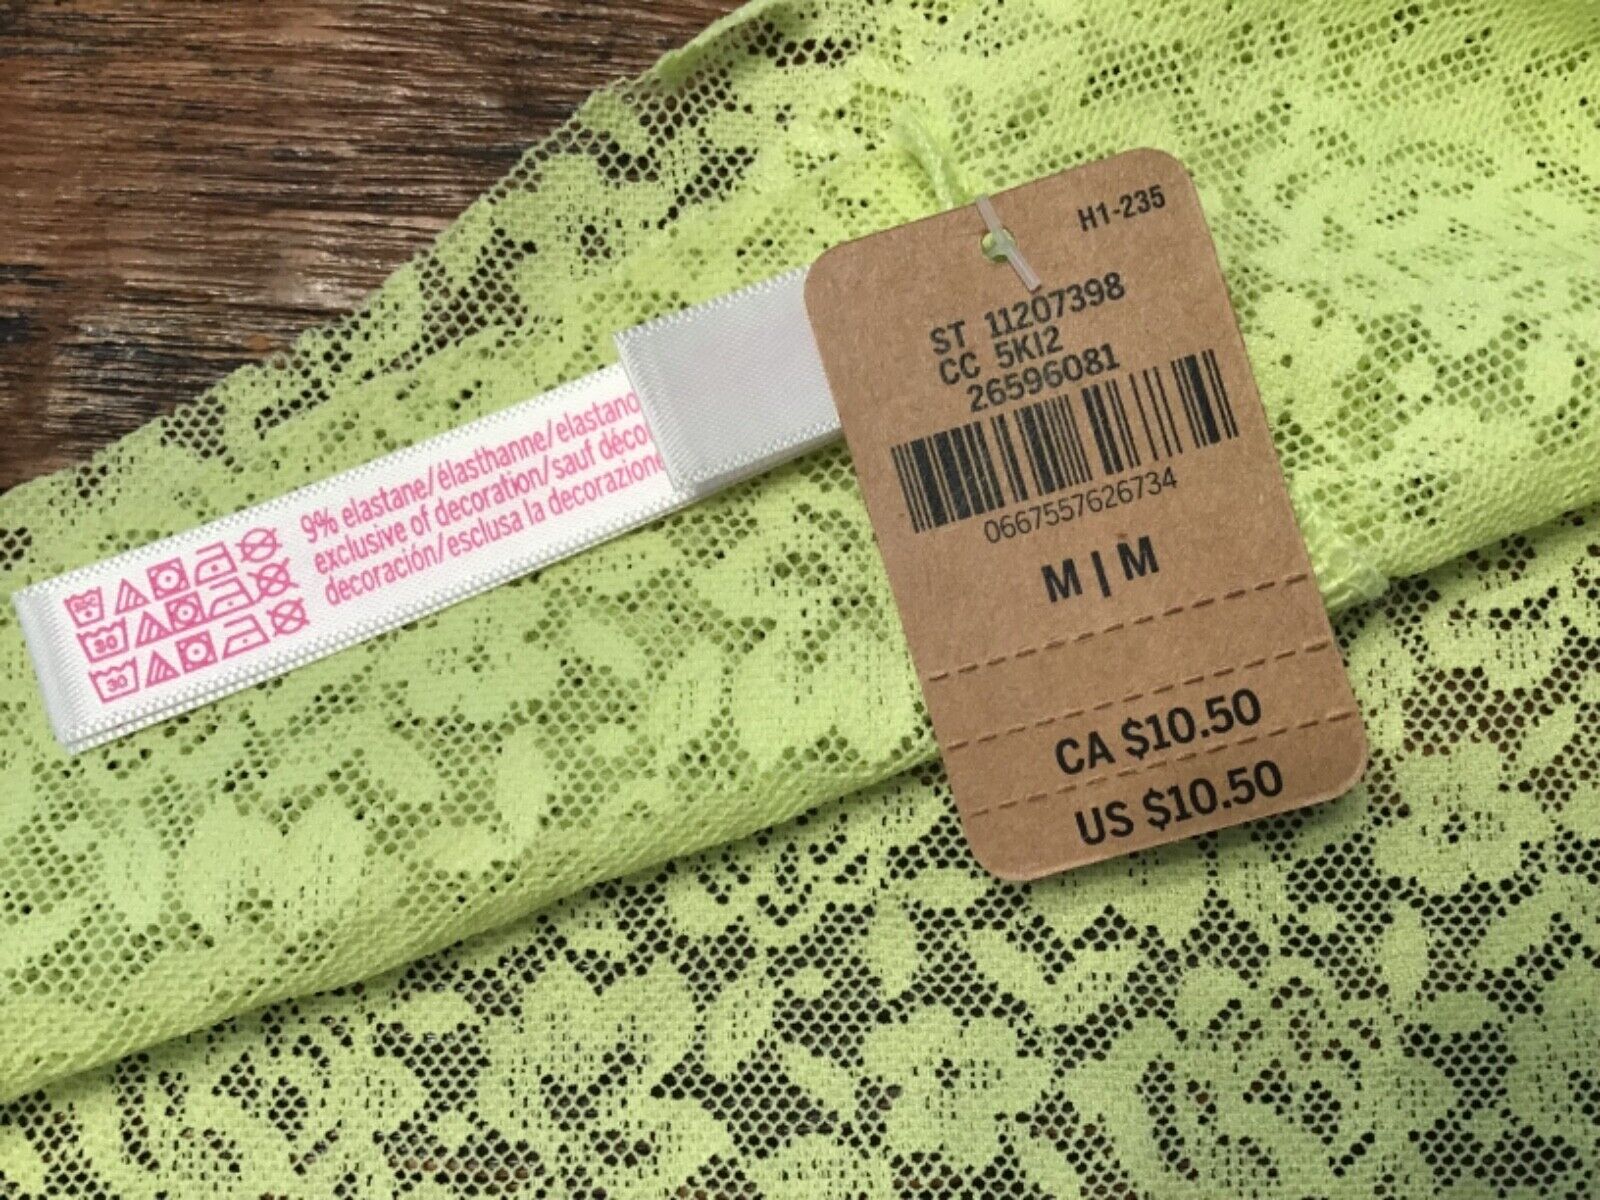 H1-235
ST 11207398
CC 5KI2
26596081
0667557626734
M | M
CA $10.50
US $10.50
9% elastane/élasthanne/elastano
exclusive of decoration/sauf déco
decoración/esclusa la decorazione
30
30